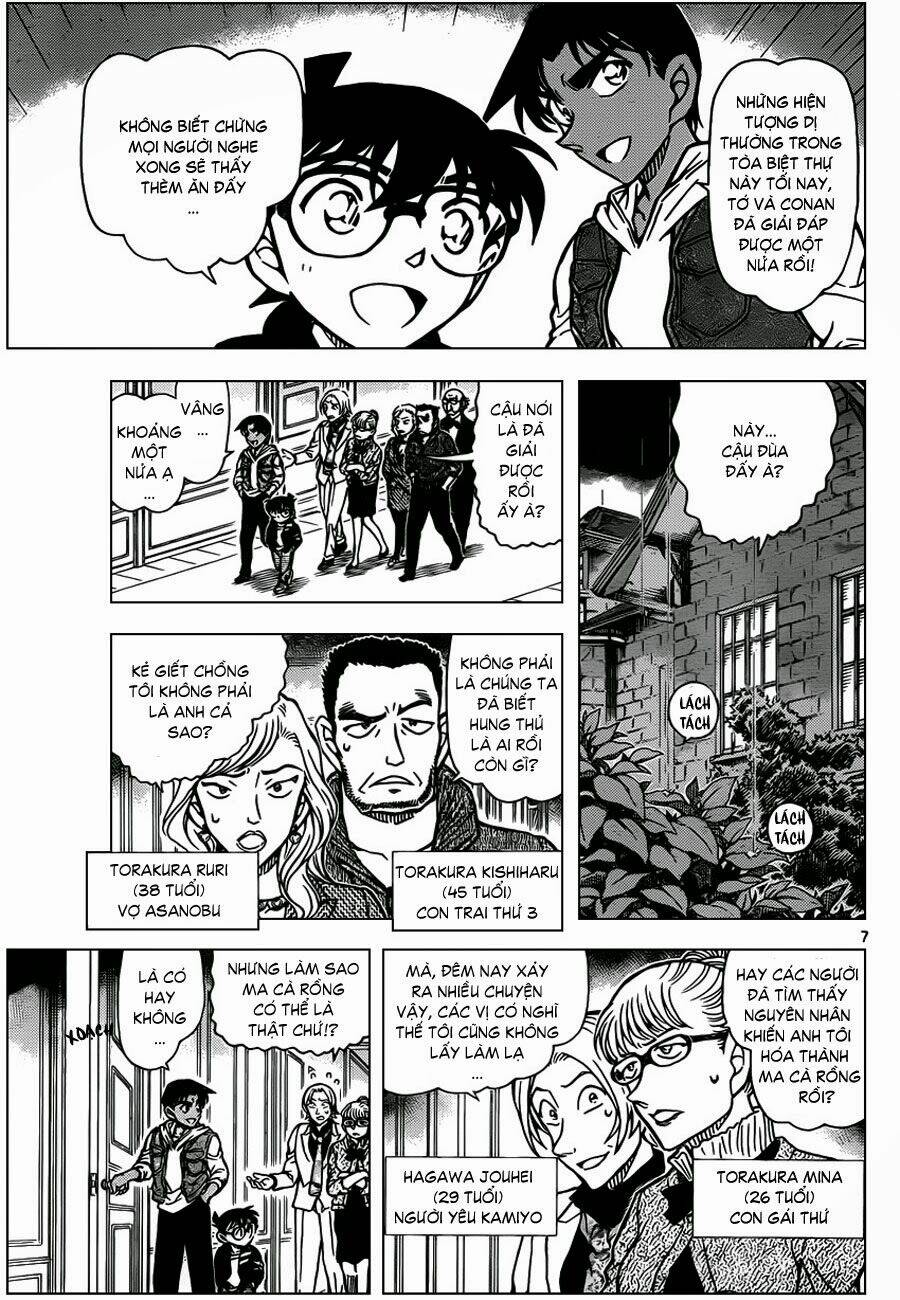 NHỮNG HIỆN
TƯỢNG DỊ
THƯỜNG TRONG
TÒA BIỆT THỰ
NÀY TỐI NAY,
TỚ VÀ CONAN
ĐÃ GIẢI ĐÁP
ĐƯỢC MỘT
NỬA RỒI!
KHÔNG BIẾT CHỪNG
MỌI NGƯỜI NGHE
XONG SẼ THẤY
THÈM ĂN ĐẤY
...
NÀY...
CẬU ĐÙA
ĐẤY À?
LÁCH
TÁCH
LÁCH
TÁCH
CẬU NÓI
LÀ ĐÃ
GIẢI
ĐƯỢC
RỒI
ẤY À?
VÂNG
...
KHOẢNG
MỘT
NỬA Ạ
...
KHÔNG PHẢI
LÀ CHÚNG TA
ĐÃ BIẾT
HUNG THỦ
LÀ AI RỒI
CÒN GÌ?
KẺ GIẾT CHỒNG
TÔI KHÔNG PHẢI
LÀ ANH CẢ
SAO?
TORAKURA KISHIHARU
(45 TUỔI)
CON TRAI THỨ 3
TORAKURA RURI
(38 TUỔI)
VỢ ASANOBU
7
HAY CÁC NGƯỜI
ĐÃ TÌM THẤY
NGUYÊN NHÂN
KHIẾN ANH TÔI
HÓA THÀNH
MA CÀ RỒNG
RỒI?
MÀ, ĐÊM NAY XẢY
RA NHIỀU CHUYỆN
VẬY, CÁC VỊ CÓ NGHĨ
THẾ TÔI CŨNG KHÔNG
LẤY LÀM LẠ
...
TORAKURA MINA
(26 TUỔI)
CON GÁI THỨ
HAGAWA JOUHEI
(29 TUỔI)
NGƯỜI YÊU KAMIYO
NHƯNG LÀM SAO
MA CÀ RỒNG
CÓ THỂ LÀ
THẬT CHỨ!?
LÀ CÓ
HAY
KHÔNG
...
XOẠCH